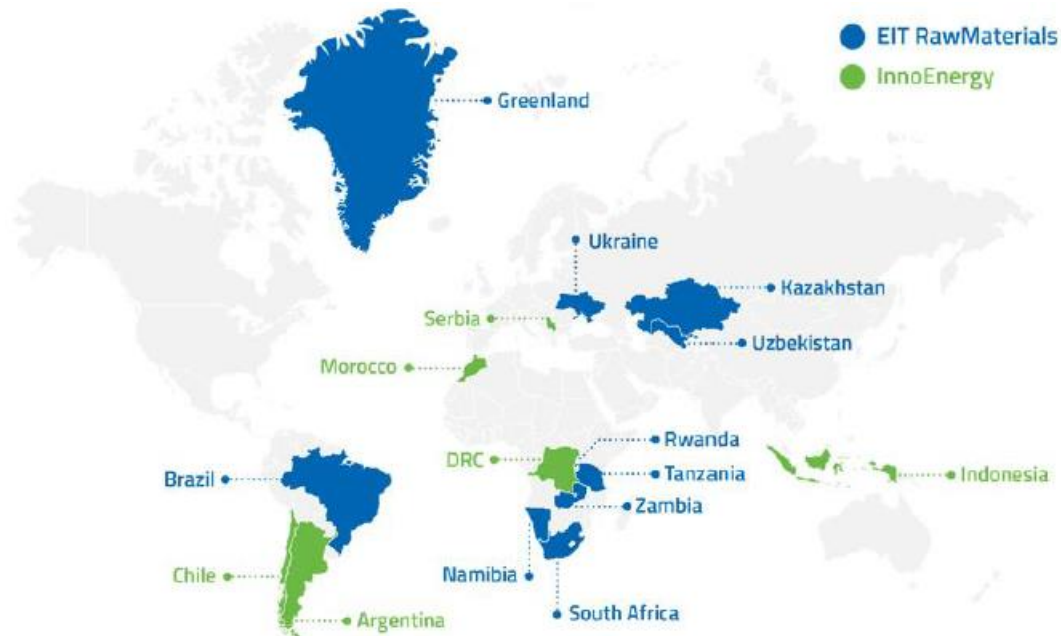 EIT RawMaterials
InnoEnergy
Greenland
Ukraine
Kazakhstan
Serbia
Uzbekistan
Morocco
Rwanda
DRC
Tanzania
Indonesia
Brazil
Zambia
Chile
Namibia
South Africa
Argentina